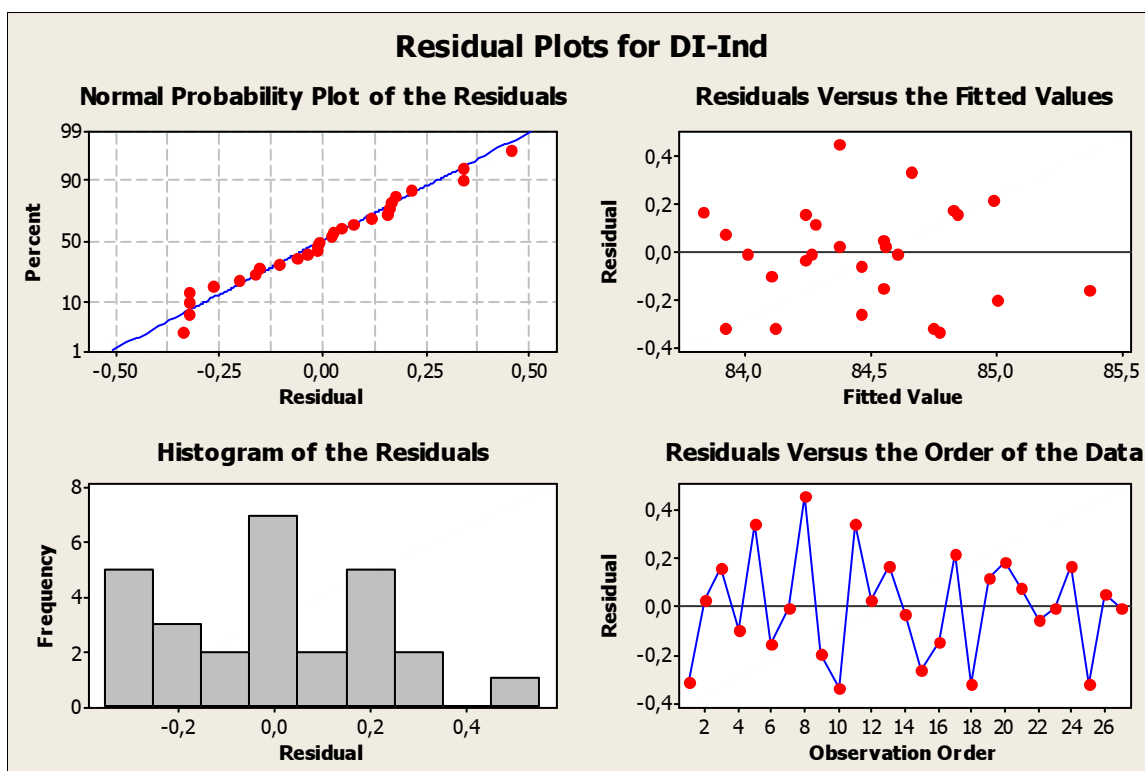 Residual Plots for DI-Ind
Normal Probability Plot of the Residuals
99
90
50
10
1
Percent
-0,50 -0,25 0,00 0,25 0,50
Residual
Residuals Versus the Fitted Values
0,4
0,2
0,0
-0,2
-0,4
Residual
84,0 84,5 85,0 85,5
Fitted Value
Histogram of the Residuals
8
6
4
2
0
Frequency
-0,2 0,0 0,2 0,4
Residual
Residuals Versus the Order of the Data
0,4
0,2
0,0
-0,2
-0,4
Residual
2 4 6 8 10 12 14 16 18 20 22 24 26
Observation Order